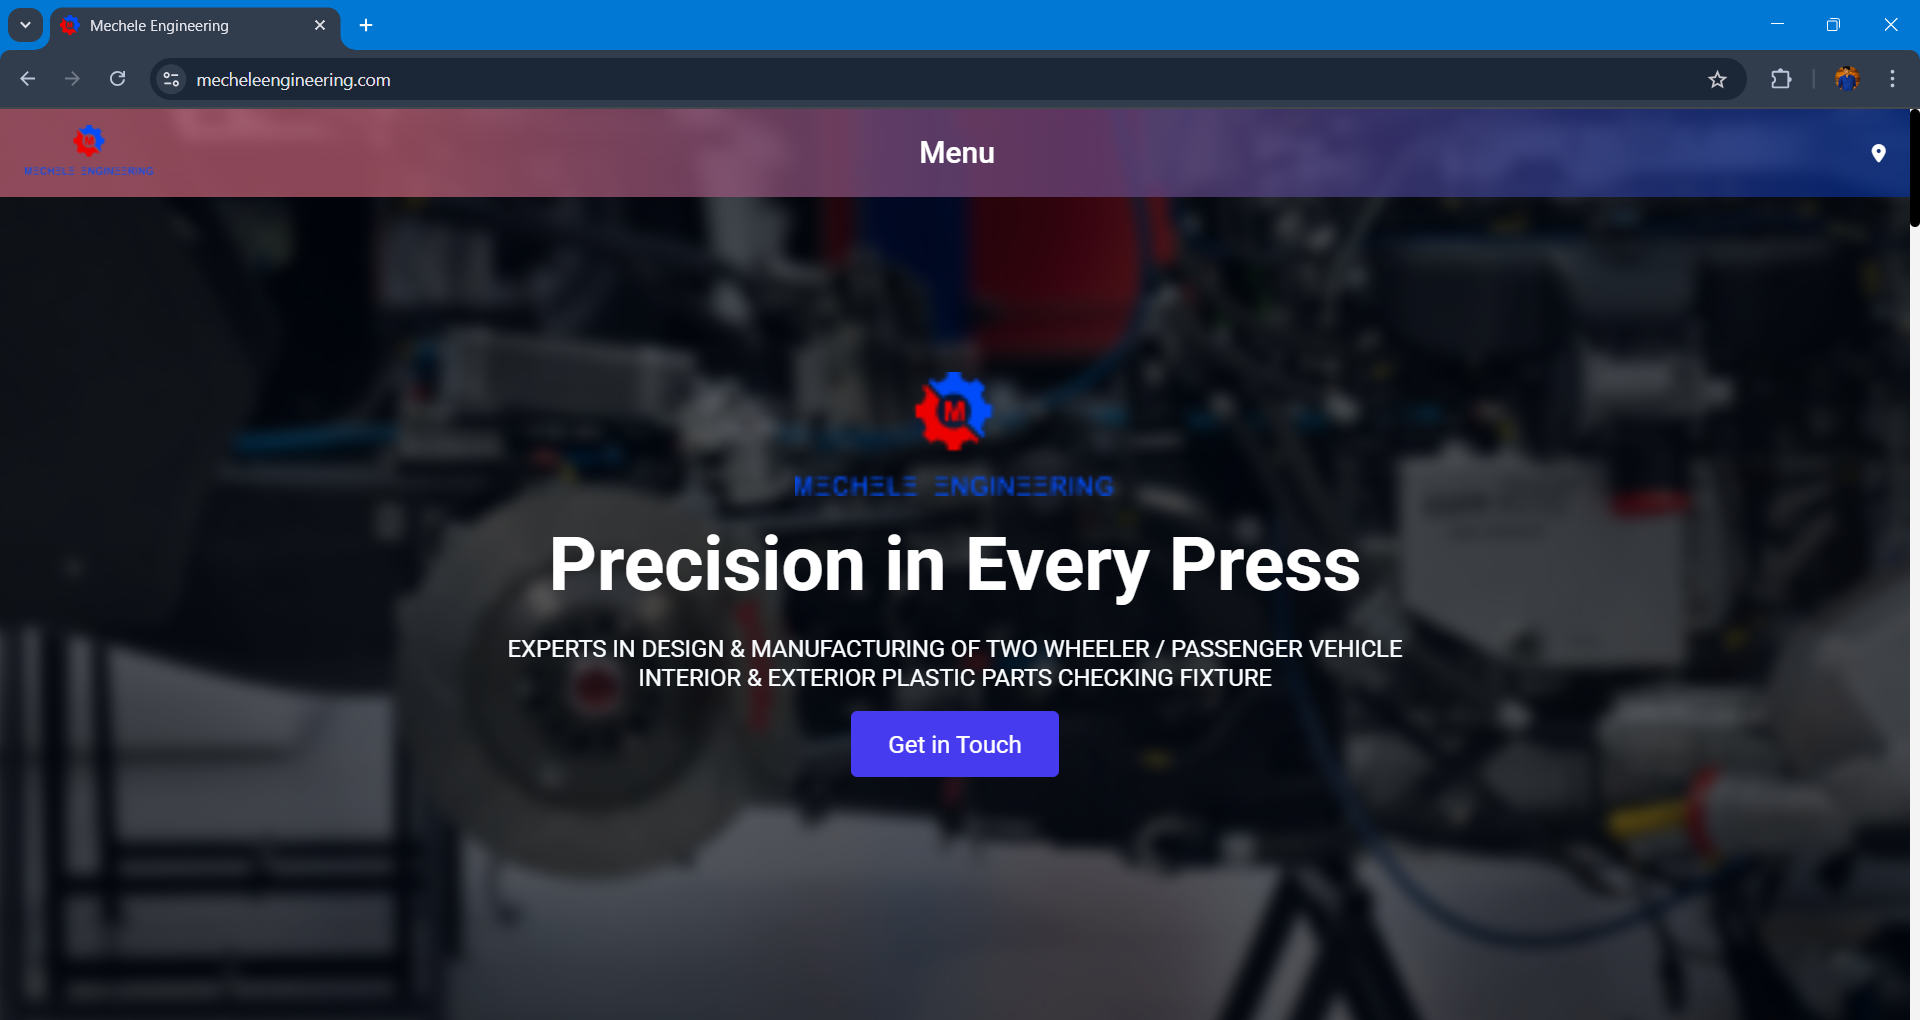 Mechele Engineering
mecheleengineering.com
M
MECHELE ENGINEERING
Menu
M
MECHELE ENGINEERING
Precision in Every Press
EXPERTS IN DESIGN & MANUFACTURING OF TWO WHEELER / PASSENGER VEHICLE
INTERIOR & EXTERIOR PLASTIC PARTS CHECKING FIXTURE
Get in Touch